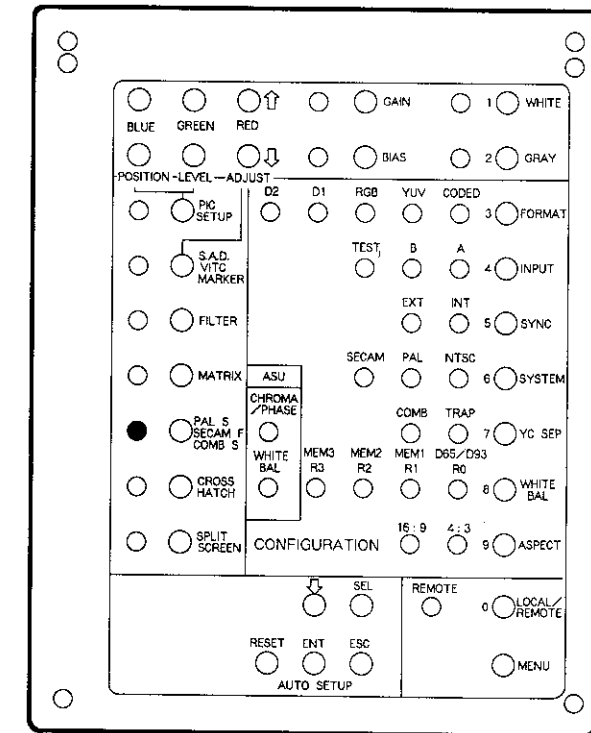 GAIN 1 WHITE
BLUE GREEN RED
BIAS 2 GRAY
POSITION-LEVEL-ADJUST
D2 D1 RGB YUV CODED
PIC
SETUP
3 FORMAT
TEST B A
S.A.D.
VITC
MARKER
4 INPUT
EXT INT
FILTER
5 SYNC
SECAM PAL NTSC
MATRIX
ASU
6 SYSTEM
CHROMA
/PHASE
COMB TRAP
PAL S
SECAM F
COMB S
7 YC SEP
WHITE
BAL
MEM3 MEM2 MEM1 D65/D93
R3 R2 R1 R0
CROSS
HATCH
8 WHITE
BAL
16:9 4:3
SPLIT
SCREEN
CONFIGURATION
9 ASPECT
SEL
REMOTE
0 LOCAL/
REMOTE
RESET ENT ESC
MENU
AUTO SETUP